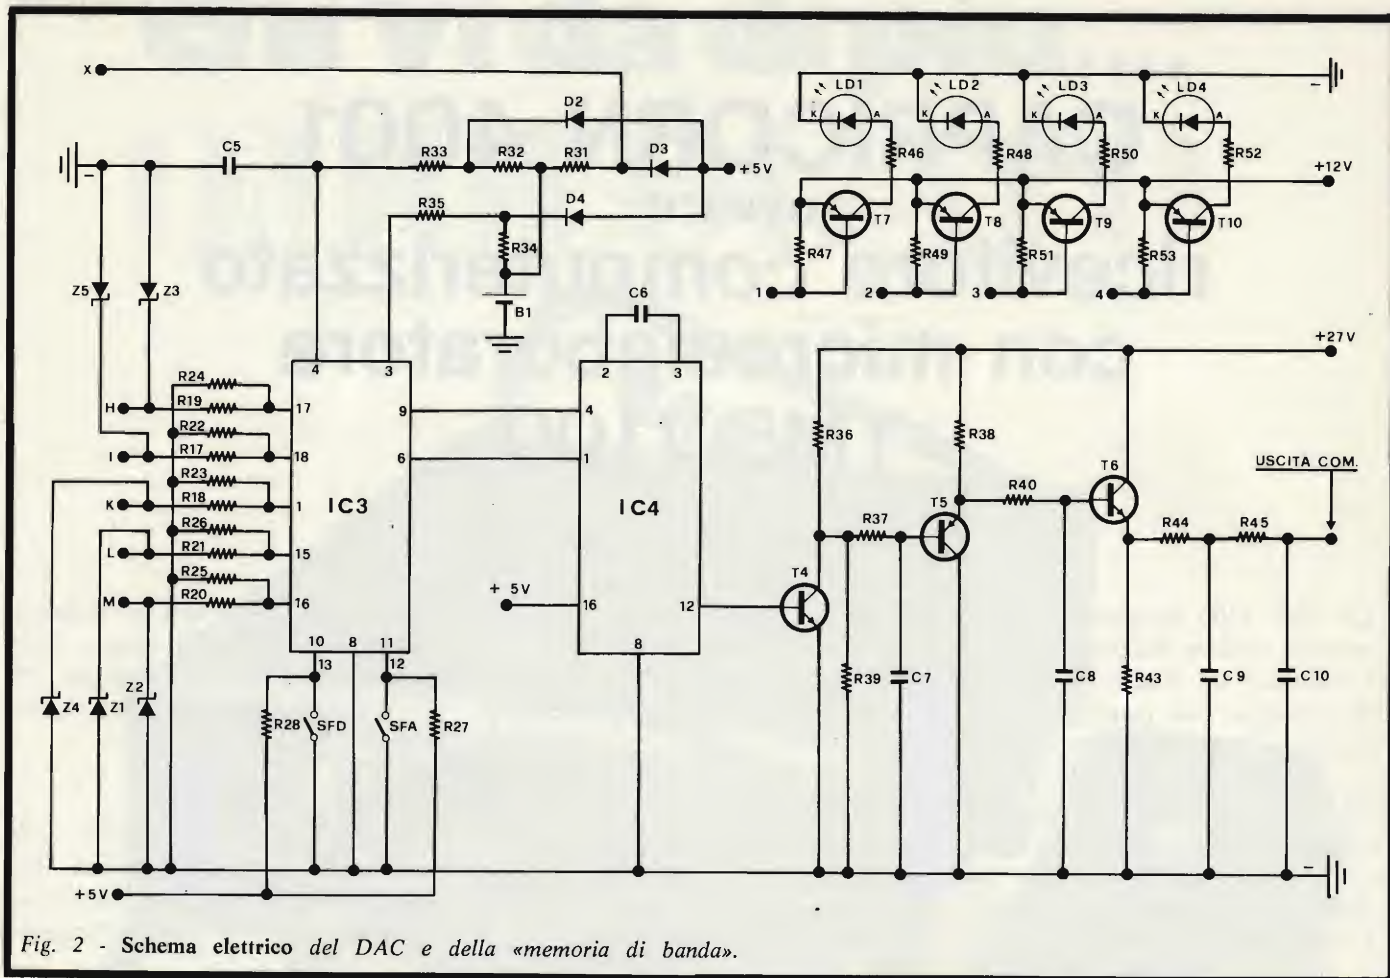 X
D2
LD1
LD2
LD3
LD4
K
A
K
A
K
A
K
A
C5
R33
R32
R31
D3
+5V
R46
R48
R50
R52
+12V
R35
D4
R34
T7
T8
T9
T10
R47
R49
R51
R53
Z5
Z3
B1
C6
1
2
3
4
+27V
4
3
2
3
R24
H
R19
17
R22
I
R17
18
R23
K
R18
1
R26
L
R21
15
R25
M
R20
16
IC3
9
6
4
1
IC4
R36
R38
T6
USCITA COM.
R40
T5
R37
R44
R45
+ 5V
16
12
T4
10
8
11
13
12
8
Z4
Z1
Z2
R28
SFD
SFA
R27
R39
C7
C8
R43
C9
C10
+5V
Fig. 2 - Schema elettrico del DAC e della «memoria di banda».